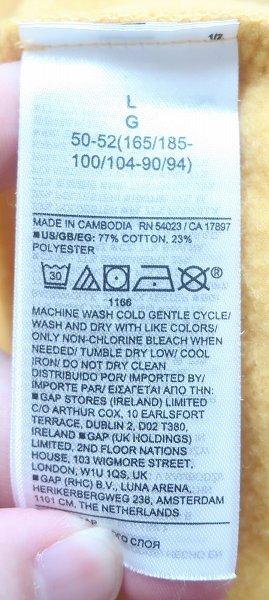 1/2
L
G
50-52(165/185-
100/104-90/94)
MADE IN CAMBODIA RN 54023 / CA 17897
■US/GB/EG: 77% COTTON, 23%
POLYESTER
30
1166
MACHINE WASH COLD GENTLE CYCLE/
WASH AND DRY WITH LIKE COLORS/
ONLY NON-CHLORINE BLEACH WHEN
NEEDED/ TUMBLE DRY LOW/ COOL
IRON/ DO NOT DRY CLEAN
DISTRIBUIDO POR/ IMPORTED BY/
IMPORTE PAR/ ΕΙΣΑΓΕΤΑΙ ΑΠΟ ΤΗΝ:
■ GAP STORES (IRELAND) LIMITED
C/O ARTHUR COX, 10 EARLSFORT
TERRACE, DUBLIN 2, D02 T380,
IRELAND ■ GAP (UK HOLDINGS)
LIMITED, 2ND FLOOR NATIONS
HOUSE, 103 WIGMORE STREET,
LONDON, W1U 1QS, UK
■ GAP (RHC) B.V., LUNA ARENA,
HERIKERBERGWEG 238, AMSTERDAM
1101 CM, THE NETHERLANDS
СЛОЯ